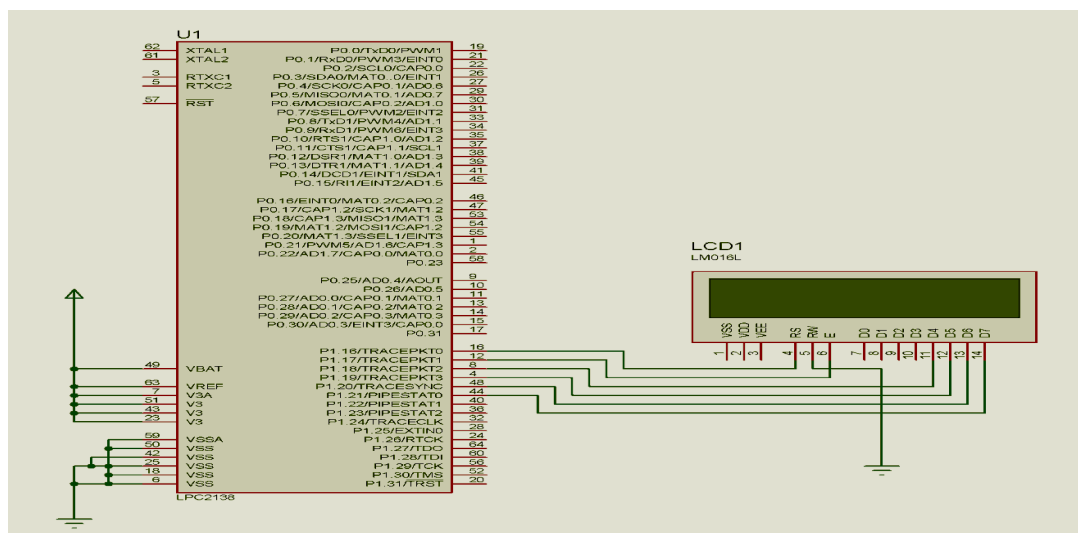 U1
62 XTAL1
61 XTAL2
3 RTXC1
5 RTXC2
57 RST
49 VBAT
63 VREF
7 V3A
51 V3
43 V3
23 V3
59 VSSA
50 VSS
42 VSS
25 VSS
18 VSS
6 VSS
P0.0/TxD0/PWM1 19
P0.1/RxD0/PWM3/EINT0 21
P0.2/SCL0/CAP0.0 22
P0.3/SDA0/MAT0..0/EINT1 26
P0.4/SCK0/CAP0.1/AD0.6 27
P0.5/MISO0/MAT0.1/AD0.7 29
P0.6/MOSI0/CAP0.2/AD1.0 30
P0.7/SSEL0/PWM2/EINT2 31
P0.8/TxD1/PWM4/AD1.1 33
P0.9/RxD1/PWM6/EINT3 34
P0.10/RTS1/CAP1.0/AD1.2 35
P0.11/CTS1/CAP1.1/SCL1 37
P0.12/DSR1/MAT1.0/AD1.3 38
P0.13/DTR1/MAT1.1/AD1.4 39
P0.14/DCD1/EINT1/SDA1 41
P0.15/RI1/EINT2/AD1.5 45
P0.16/EINT0/MAT0.2/CAP0.2 46
P0.17/CAP1.2/SCK1/MAT1.2 47
P0.18/CAP1.3/MISO1/MAT1.3 53
P0.19/MAT1.2/MOSI1/CAP1.2 54
P0.20/MAT1.3/SSEL1/EINT3 55
P0.21/PWM5/AD1.6/CAP1.3 1
P0.22/AD1.7/CAP0.0/MAT0.0 2
P0.23 58
P0.25/AD0.4/AOUT 9
P0.26/AD0.5 10
P0.27/AD0.0/CAP0.1/MAT0.1 11
P0.28/AD0.1/CAP0.2/MAT0.2 13
P0.29/AD0.2/CAP0.3/MAT0.3 14
P0.30/AD0.3/EINT3/CAP0.0 15
P0.31 17
P1.16/TRACEPKT0 16
P1.17/TRACEPKT1 12
P1.18/TRACEPKT2 8
P1.19/TRACEPKT3 4
P1.20/TRACESYNC 48
P1.21/PIPESTAT0 44
P1.22/PIPESTAT1 40
P1.23/PIPESTAT2 36
P1.24/TRACECLK 32
P1.25/EXTIN0 28
P1.26/RTCK 24
P1.27/TDO 64
P1.28/TDI 60
P1.29/TCK 56
P1.30/TMS 52
P1.31/TRST 20
LPC2138
LCD1
LM016L
VSS VDD VEE RS RW E D0 D1 D2 D3 D4 D5 D6 D7
1 2 3 4 5 6 7 8 9 10 11 12 13 14